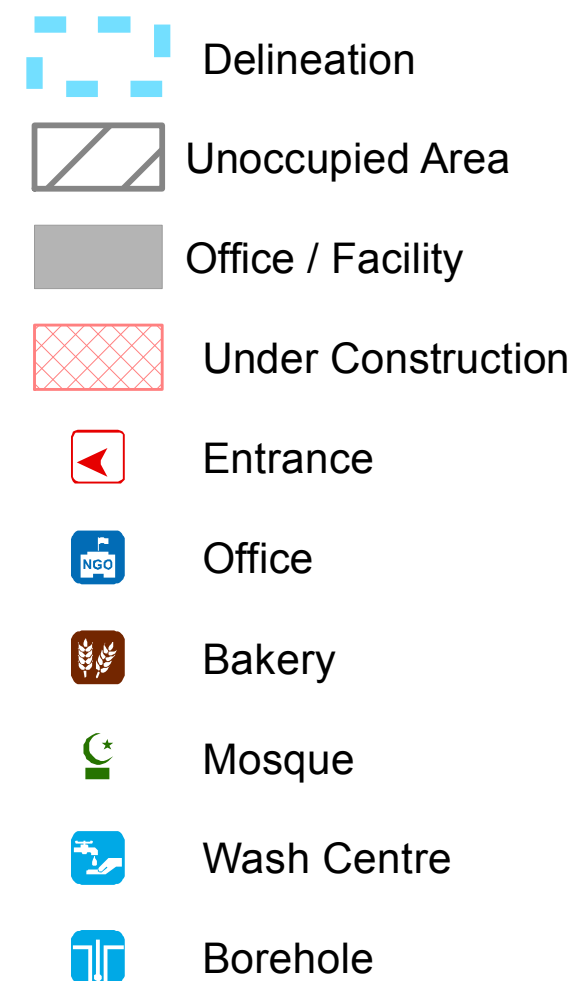 Delineation
Unoccupied Area
Office / Facility
Under Construction
Entrance
NGO
Office
Bakery
Mosque
Wash Centre
Borehole